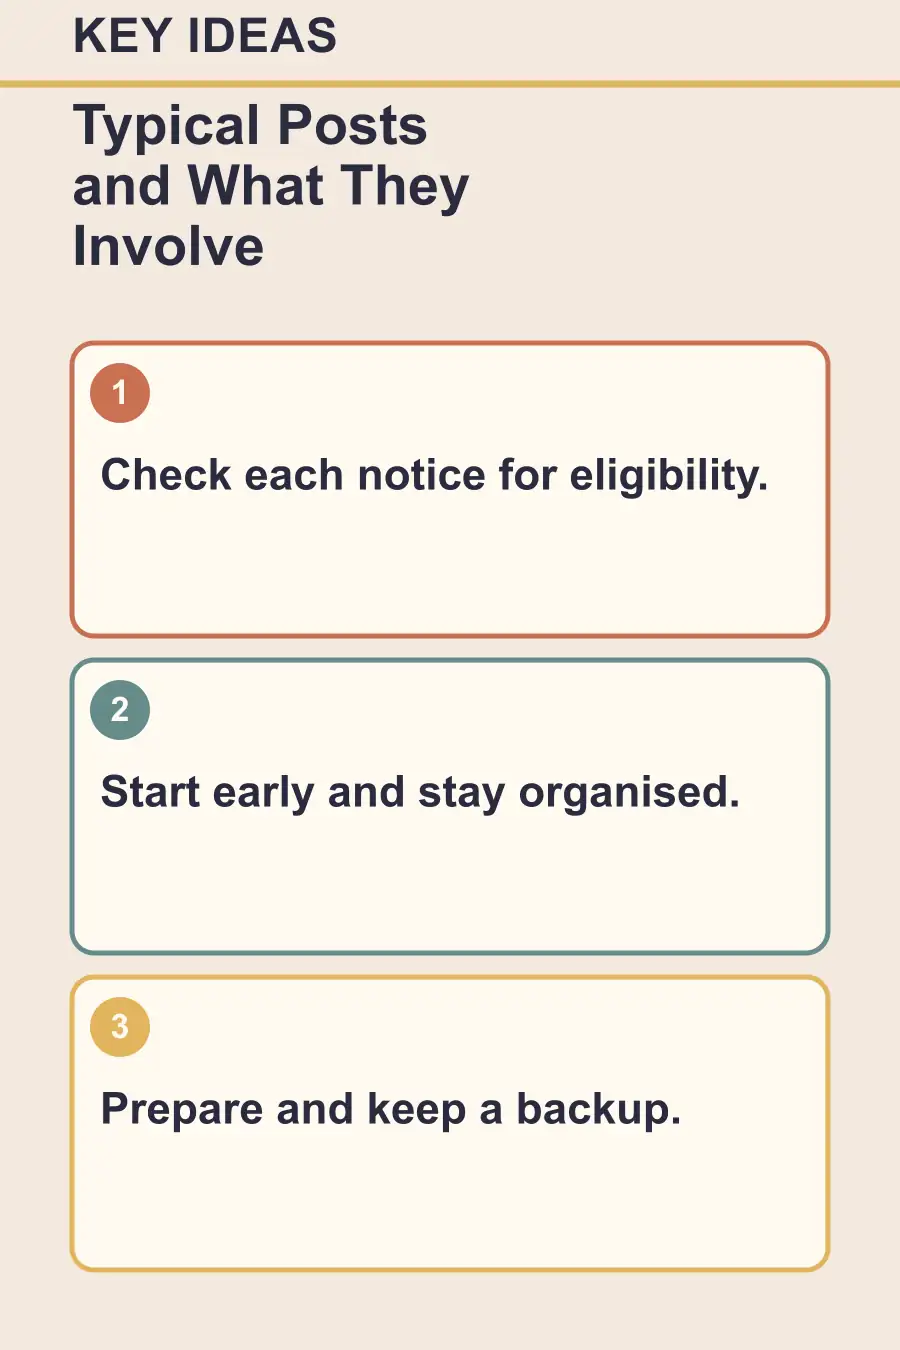 KEY IDEAS
Typical Posts
and What They
Involve
1
Check each notice for eligibility.
2
Start early and stay organised.
3
Prepare and keep a backup.